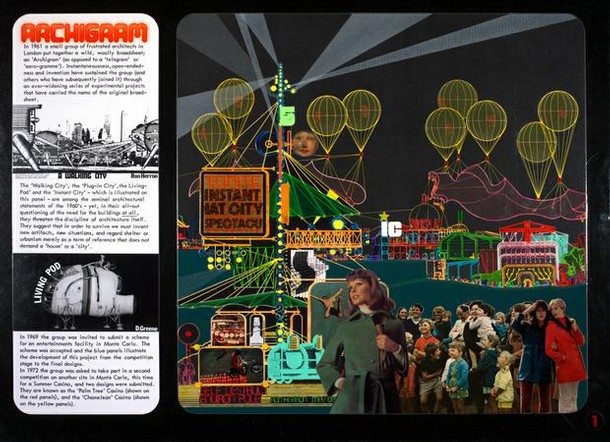 ARCHIGRAM
In 1961 a small group of frustrated architects in
London put together a wild, woolly broadsheet;
an 'Archigram' (as opposed to a 'telegram' or
'aero-gramme'). Instantaneousness, open-ended-
ness and invention have sustained the group (and
others who have subsequently joined it) through
an ever-widening series of experimental projects
that have carried the name of the original broad-
sheet.
A WALKING CITY Ron Herron
The 'Walking City', the 'Plug-in City', the Living-
Pod' and the 'Instant City' – which is illustrated on
this panel – are among the seminal architectural
statements of the 1960's – yet, in their all-out
questioning of the need for the buildings at all,
they threaten the discipline of architecture itself.
They suggest that in order to survive we must invent
new artefacts, new situations, and regard shelter or
urbanism merely as a term of reference that does not
demand a 'house' or a 'city'.
LIVING POD
D.Greene
In 1969 the group was invited to submit a scheme
for an entertainments facility in Monte Carlo. The
scheme was accepted and the blue panels illustrate
the development of this project from the competition
stage to the final designs.
In 1972 the group was asked to take part in a second
competition on another site in Monte Carlo, this time
for a Summer Casino, and two designs were submitted.
They are known as the 'Palm Tree' Casino (shown on
the red panels), and the 'Chameleon' Casino (shown
on the yellow panels).
INSTANT
AT CITY
SPECTACU
IC
1